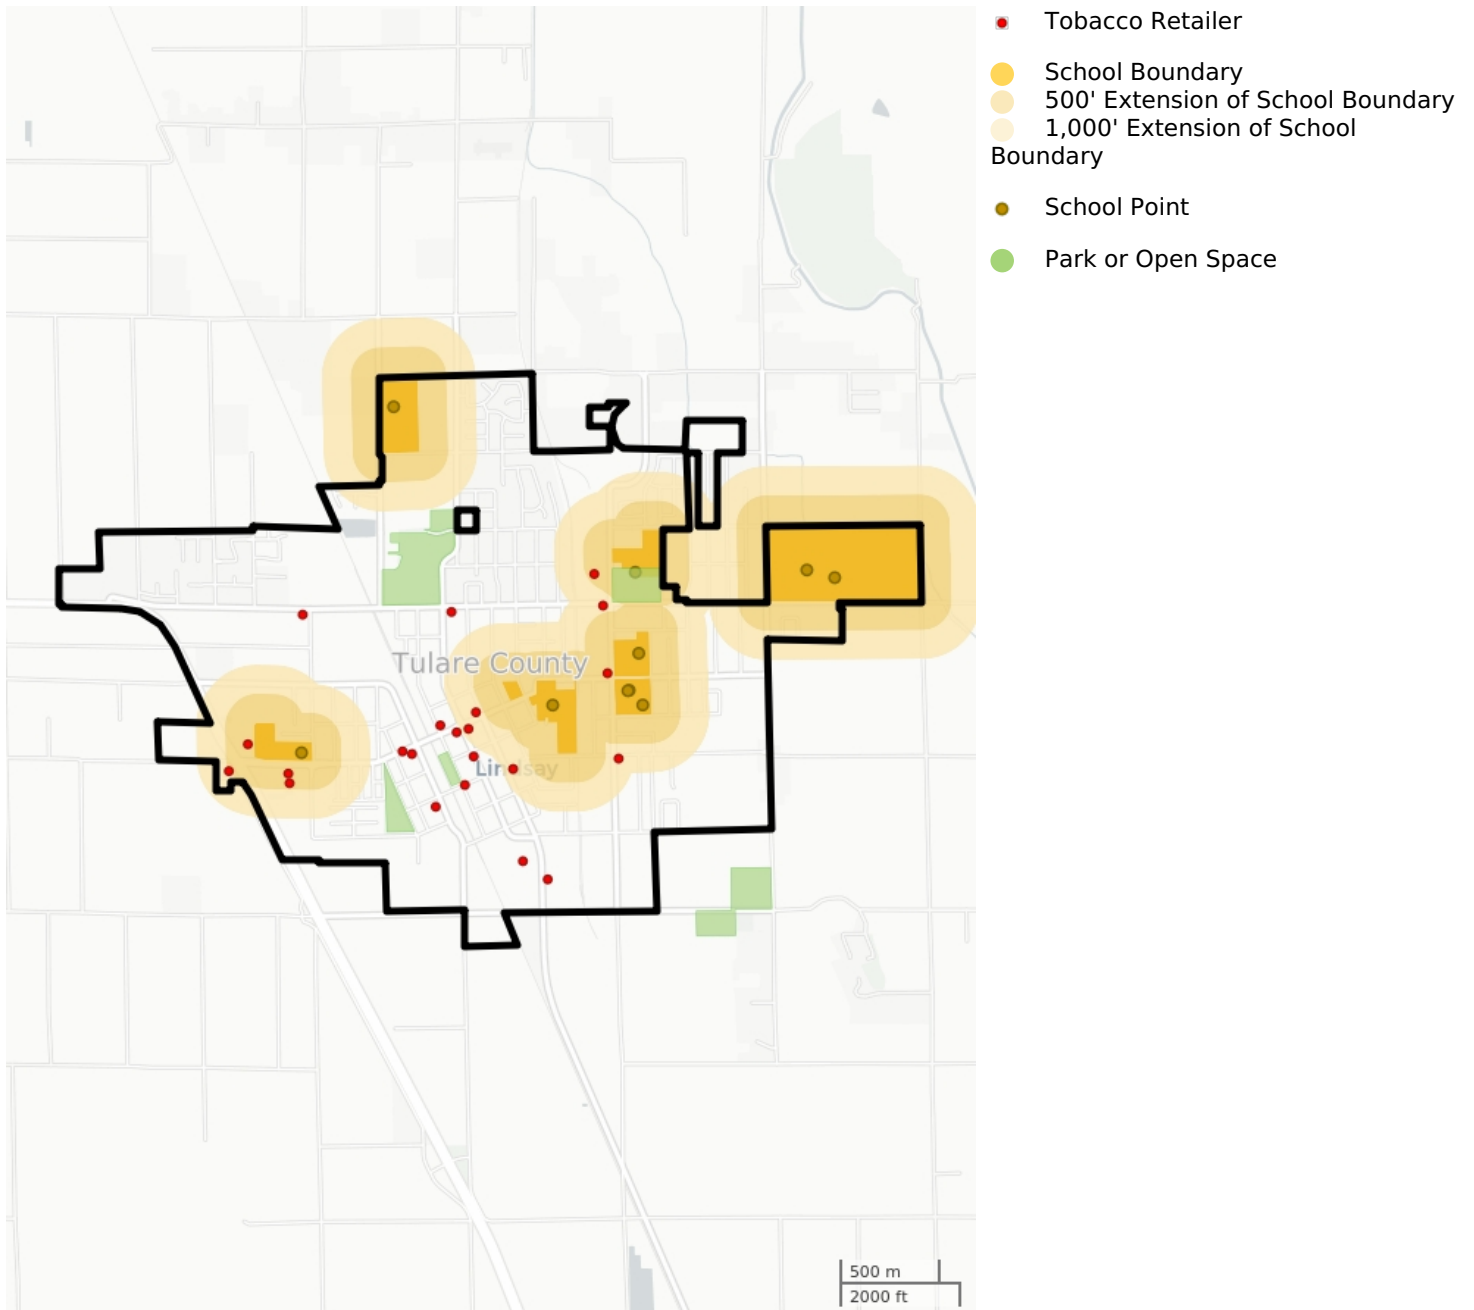 Tobacco Retailer
School Boundary
500' Extension of School Boundary
1,000' Extension of School
Boundary
School Point
Park or Open Space
Tulare County
Lindsay
500 m
2000 ft